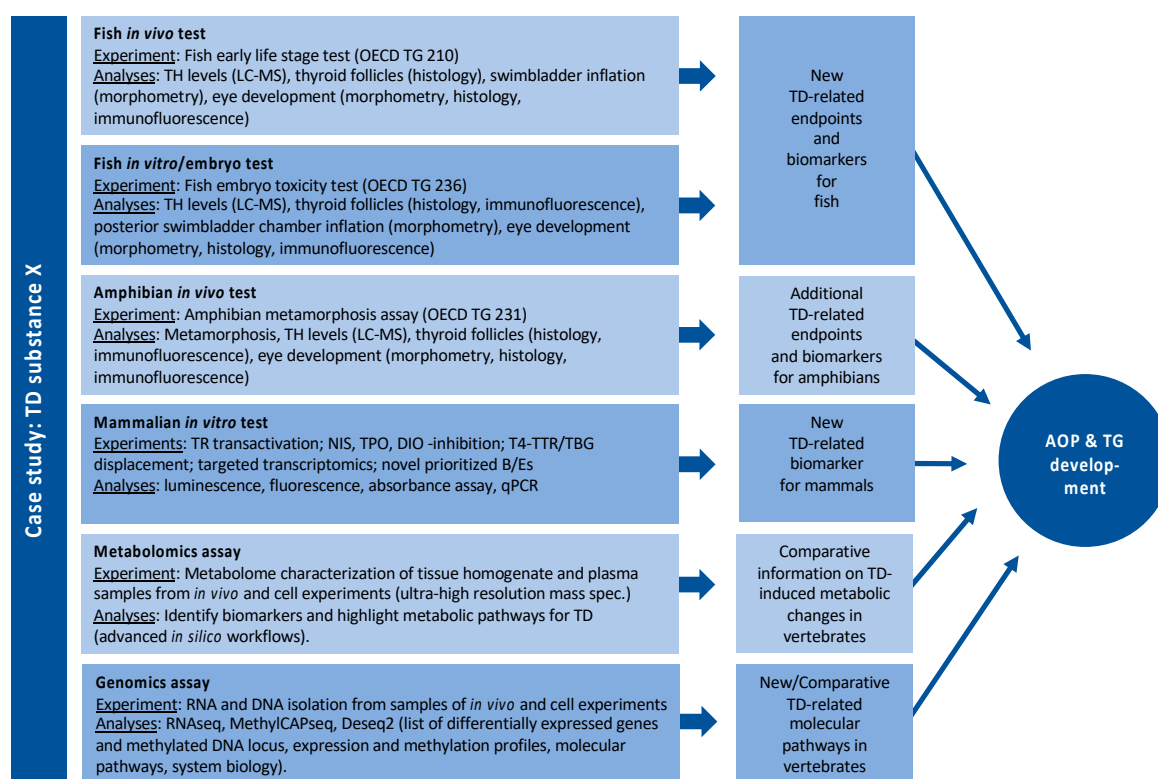 Case study: TD substance X
Fish in vivo test
Experiment: Fish early life stage test (OECD TG 210)
Analyses: TH levels (LC-MS), thyroid follicles (histology), swimbladder inflation
(morphometry), eye development (morphometry, histology,
immunofluorescence)
Fish in vitro/embryo test
Experiment: Fish embryo toxicity test (OECD TG 236)
Analyses: TH levels (LC-MS), thyroid follicles (histology, immunofluorescence),
posterior swimbladder chamber inflation (morphometry), eye development
(morphometry, histology, immunofluorescence)
New
TD-related
endpoints
and
biomarkers
for
fish
Amphibian in vivo test
Experiment: Amphibian metamorphosis assay (OECD TG 231)
Analyses: Metamorphosis, TH levels (LC-MS), thyroid follicles (histology,
immunofluorescence), eye development (morphometry, histology,
immunofluorescence)
Additional
TD-related
endpoints
and biomarkers
for amphibians
Mammalian in vitro test
Experiments: TR transactivation; NIS, TPO, DIO -inhibition; T4-TTR/TBG
displacement; targeted transcriptomics; novel prioritized B/Es
Analyses: luminescence, fluorescence, absorbance assay, qPCR
New
TD-related
biomarker
for mammals
Metabolomics assay
Experiment: Metabolome characterization of tissue homogenate and plasma
samples from in vivo and cell experiments (ultra-high resolution mass spec.)
Analyses: Identify biomarkers and highlight metabolic pathways for TD
(advanced in silico workflows).
Comparative
information on TD-
induced metabolic
changes in
vertebrates
Genomics assay
Experiment: RNA and DNA isolation from samples of in vivo and cell experiments
Analyses: RNAseq, MethylCAPseq, Deseq2 (list of differentially expressed genes
and methylated DNA locus, expression and methylation profiles, molecular
pathways, system biology).
New/Comparative
TD-related
molecular
pathways in
vertebrates
AOP & TG
develop-
ment